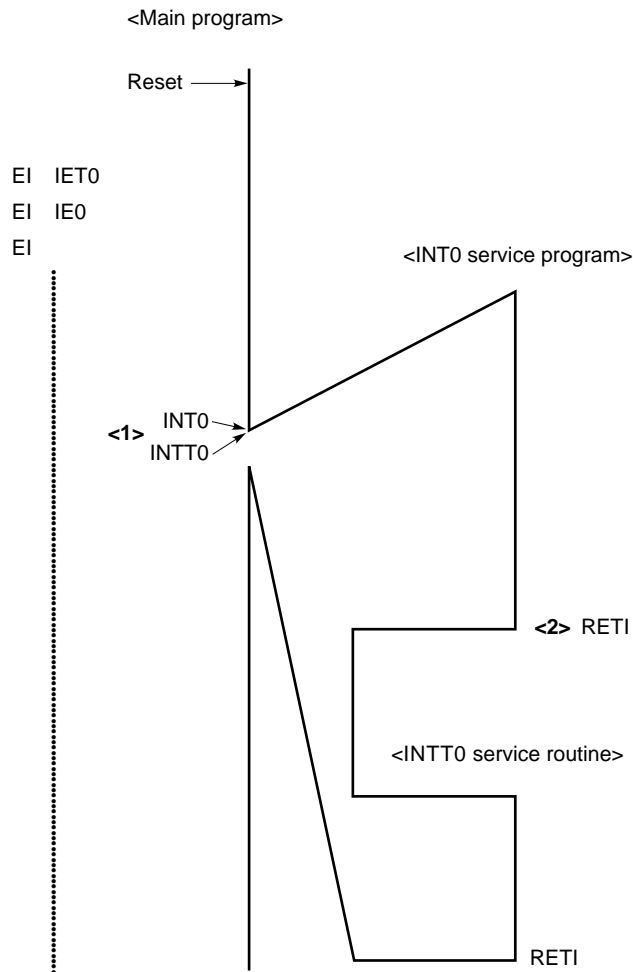 <Main program>
Reset
EI IET0
EI IE0
EI
<INT0 service program>
INT0
<1>
INTT0
<2> RETI
<INTT0 service routine>
RETI